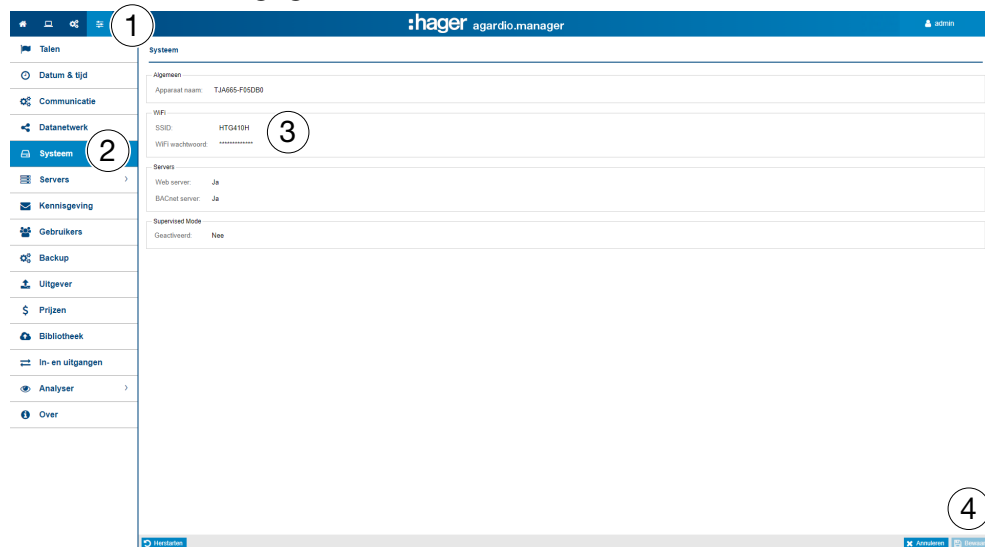 1
:hager agardio.manager
admin
Talen
Datum & tijd
Communicatie
Datanetwerk
Systeem
2
Servers
Kennisgeving
Gebruikers
Backup
Uitgever
$ Prijzen
Bibliotheek
In- en uitgangen
Analyser
Over
Systeem
Algemeen
Apparaat naam: TJA665-F05DB0
WiFi
SSID: HTG410H
WiFi wachtwoord: *************
3
Servers
Web server: Ja
BACnet server: Ja
Supervised Mode
Geactiveerd: Nee
4
Herstarten
Annuleren